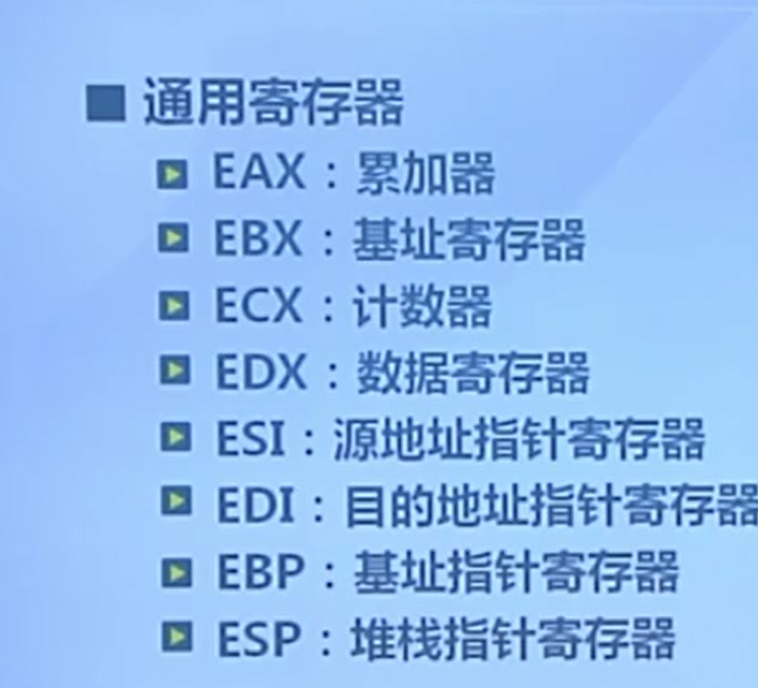 通用寄存器
EAX：累加器
EBX：基址寄存器
ECX：计数器
EDX：数据寄存器
ESI：源地址指针寄存器
EDI：目的地址指针寄存器
EBP：基址指针寄存器
ESP：堆栈指针寄存器